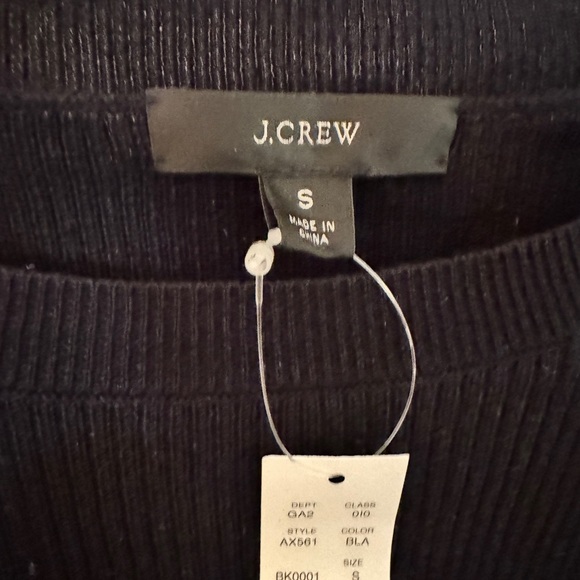 J.CREW
S
MADE IN
CHINA
DEPT CLASS
GA2 010
STYLE COLOR
AX561 BLA
SIZE
BK0001 S